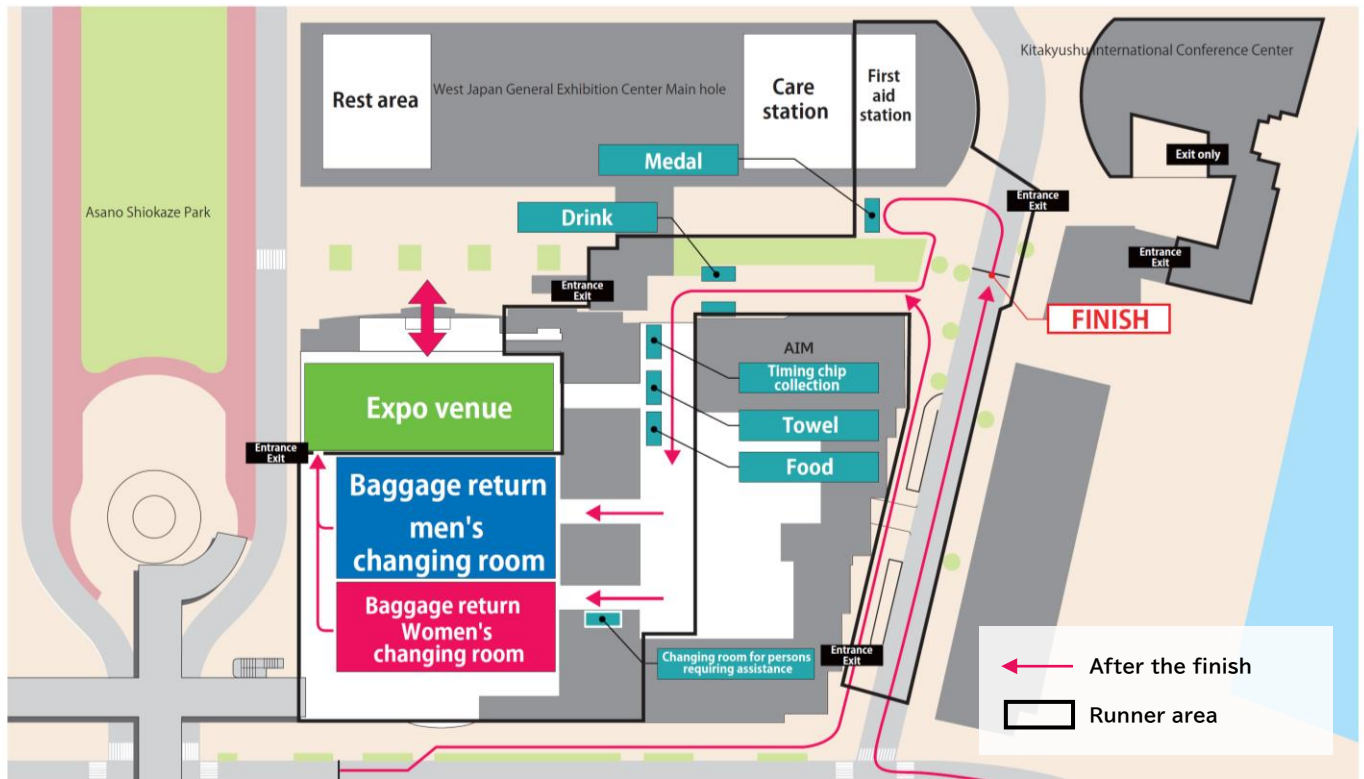 Kitakyushu International Conference Center
Rest area
West Japan General Exhibition Center Main hole
Care
station
First
aid
station
Medal
Exit only
Entrance
Exit
Asano Shiokaze Park
Drink
Entrance
Exit
Entrance
Exit
FINISH
AIM
Timing chip
collection
Expo venue
Towel
Entrance
Exit
Food
Baggage return
men's
changing room
Baggage return
Women's
changing room
Changing room for persons
requiring assistance
Entrance
Exit
After the finish
Runner area